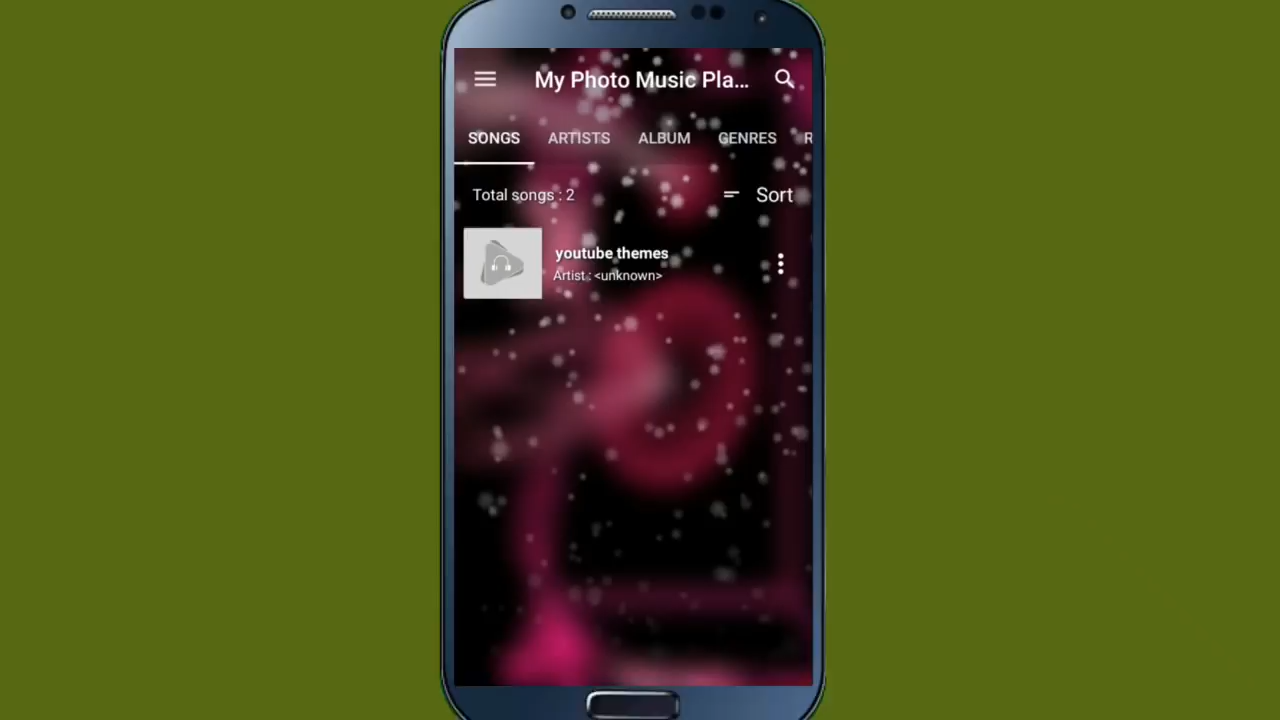 My Photo Music Pla...
SONGS ARTISTS ALBUM GENRES R
Total songs : 2
Sort
youtube themes
Artist : <unknown>